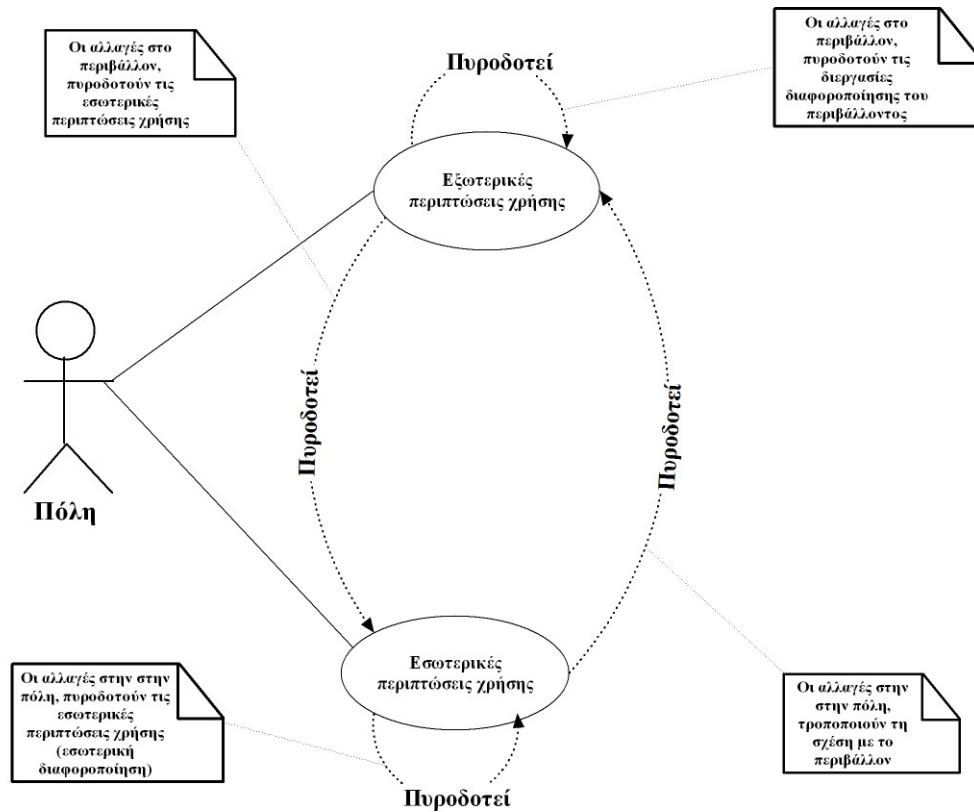 Οι αλλαγές στο
περιβάλλον,
πυροδοτούν τις
εσωτερικές
περιπτώσεις χρήσης
Πυροδοτεί
Οι αλλαγές στο
περιβάλλον,
πυροδοτούν τις
διεργασίες
διαφοροποίησης του
περιβάλλοντος
Εξωτερικές
περιπτώσεις χρήσης
Πυροδοτεί
Πυροδοτεί
Πόλη
Εσωτερικές
περιπτώσεις χρήσης
Οι αλλαγές στην στην
πόλη, πυροδοτούν τις
εσωτερικές
περιπτώσεις χρήσης
(εσωτερική
διαφοροποίηση)
Οι αλλαγές στην
στην πόλη,
τροποποιούν τη
σχέση με το
περιβάλλον
Πυροδοτεί